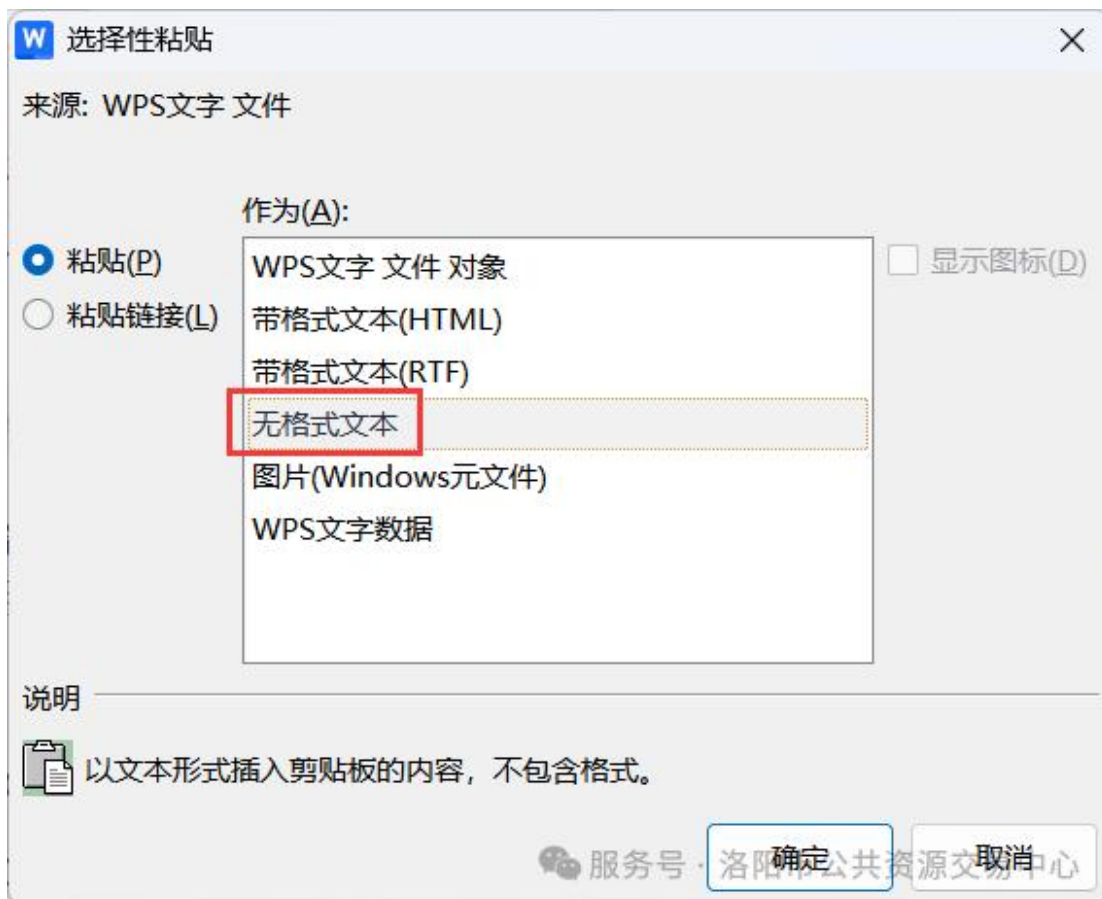 W 选择性粘贴
来源: WPS文字 文件
作为(A):
粘贴(P)
粘贴链接(L)
WPS文字 文件 对象
带格式文本(HTML)
带格式文本(RTF)
无格式文本
图片(Windows元文件)
WPS文字数据
显示图标(D)
说明
以文本形式插入剪贴板的内容，不包含格式。
确定
取消
服务号 · 洛阳市公共资源交易中心